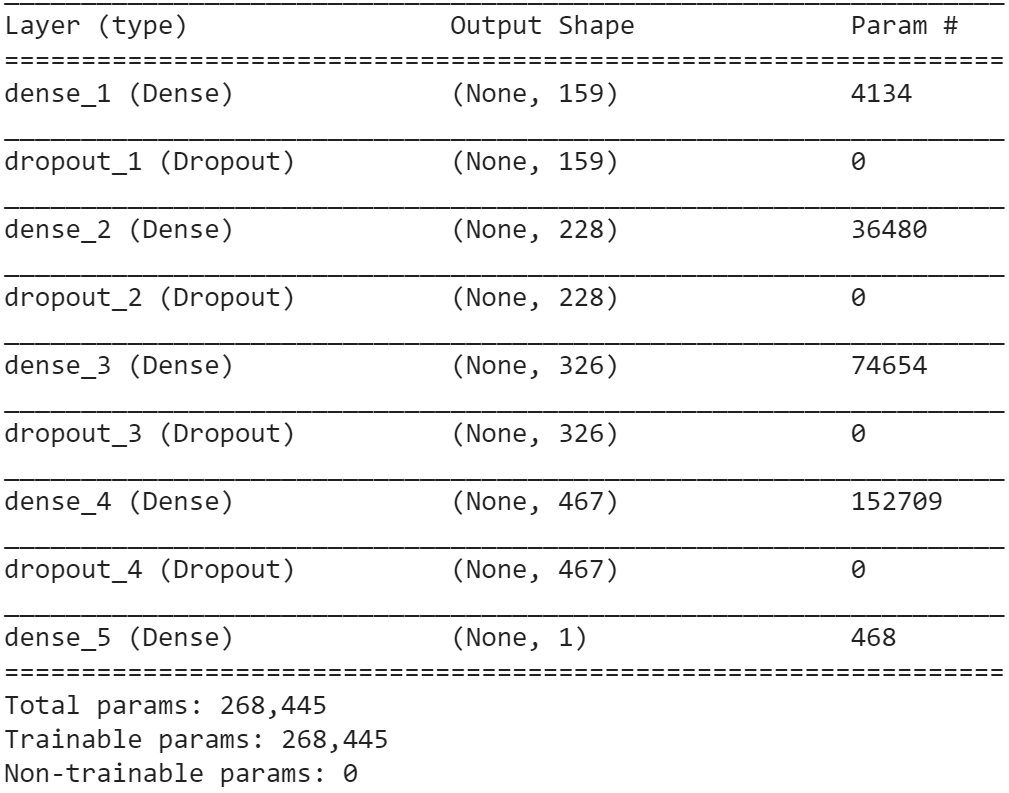 Layer (type) Output Shape Param #
=================================================================
dense_1 (Dense) (None, 159) 4134
dropout_1 (Dropout) (None, 159) 0
dense_2 (Dense) (None, 228) 36480
dropout_2 (Dropout) (None, 228) 0
dense_3 (Dense) (None, 326) 74654
dropout_3 (Dropout) (None, 326) 0
dense_4 (Dense) (None, 467) 152709
dropout_4 (Dropout) (None, 467) 0
dense_5 (Dense) (None, 1) 468
=================================================================
Total params: 268,445
Trainable params: 268,445
Non-trainable params: 0